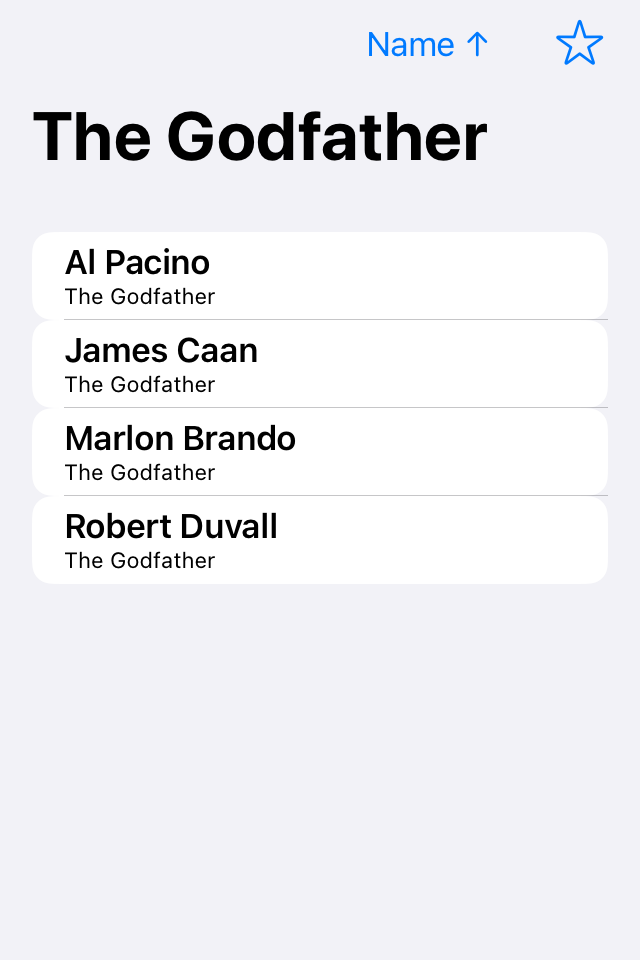 Name ↑
The Godfather
Al Pacino
The Godfather
James Caan
The Godfather
Marlon Brando
The Godfather
Robert Duvall
The Godfather